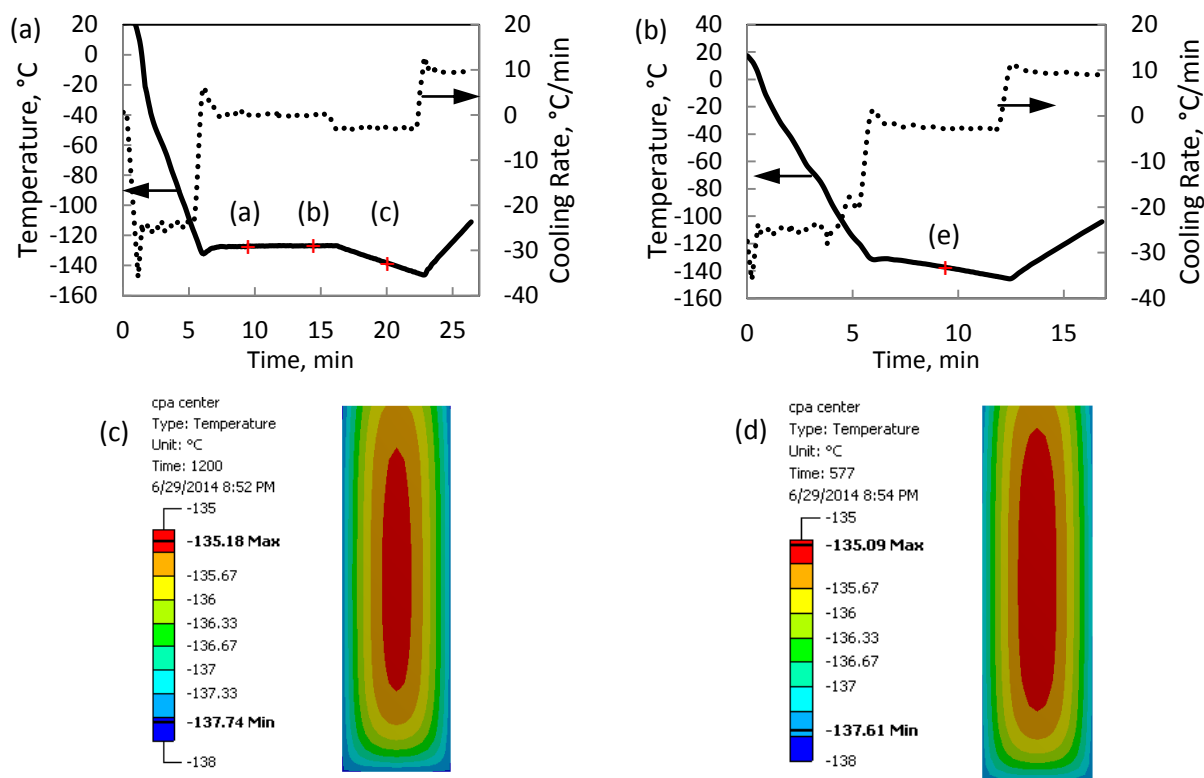 (a)
Temperature, °C
20
0
-20
-40
-60
-80
-100
-120
-140
-160
(a)
(b)
(c)
0
5
10
15
20
25
Time, min
20
10
0
-10
-20
-30
-40
Cooling Rate, °C/min
(b)
Temperature, °C
40
20
0
-20
-40
-60
-80
-100
-120
-140
-160
(e)
0
5
10
15
Time, min
20
10
0
-10
-20
-30
-40
Cooling Rate, °C/min
(c)
cpa center
Type: Temperature
Unit: °C
Time: 1200
6/29/2014 8:52 PM
-135
-135.18 Max
-135.67
-136
-136.33
-136.67
-137
-137.33
-137.74 Min
-138
(d)
cpa center
Type: Temperature
Unit: °C
Time: 577
6/29/2014 8:54 PM
-135
-135.09 Max
-135.67
-136
-136.33
-136.67
-137
-137.61 Min
-138